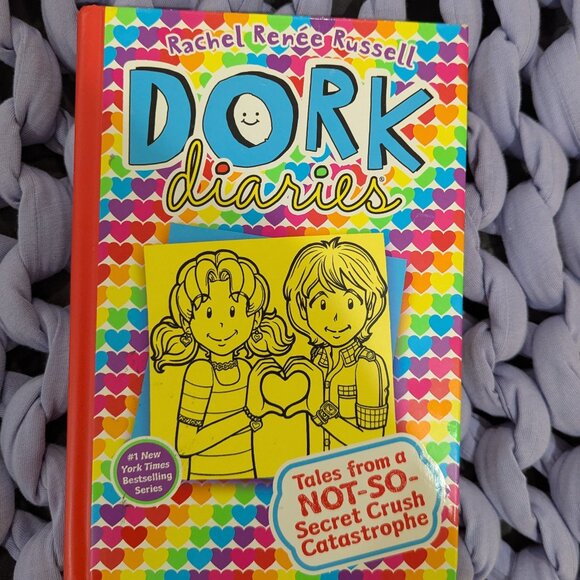 Rachel Renée Russell
DORK
diaries®
#1 New
York Times
Bestselling
Series
Tales from a
NOT-SO-
Secret Crush
Catastrophe